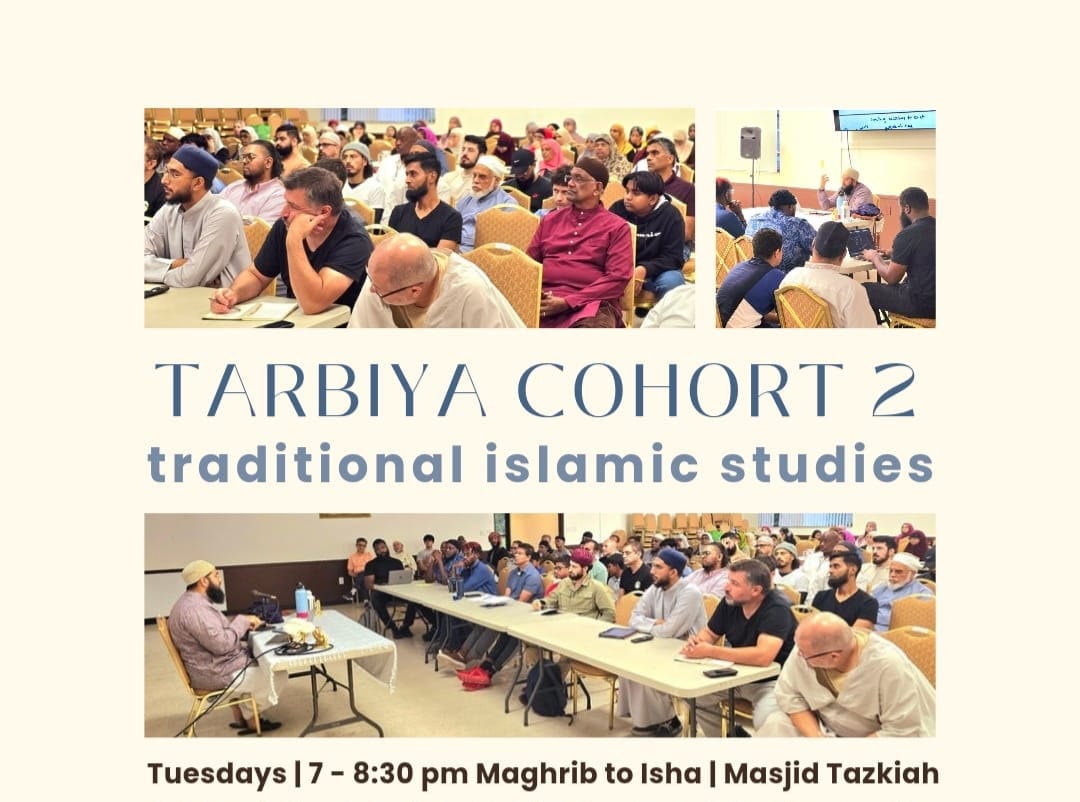 TARBIYA COHORT 2
traditional islamic studies
Tuesdays | 7 - 8:30 pm Maghrib to Isha | Masjid Tazkiah